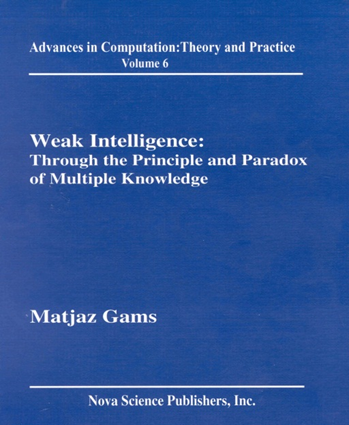 Advances in Computation:Theory and Practice
Volume 6
Weak Intelligence:
Through the Principle and Paradox
of Multiple Knowledge
Matjaz Gams
Nova Science Publishers, Inc.